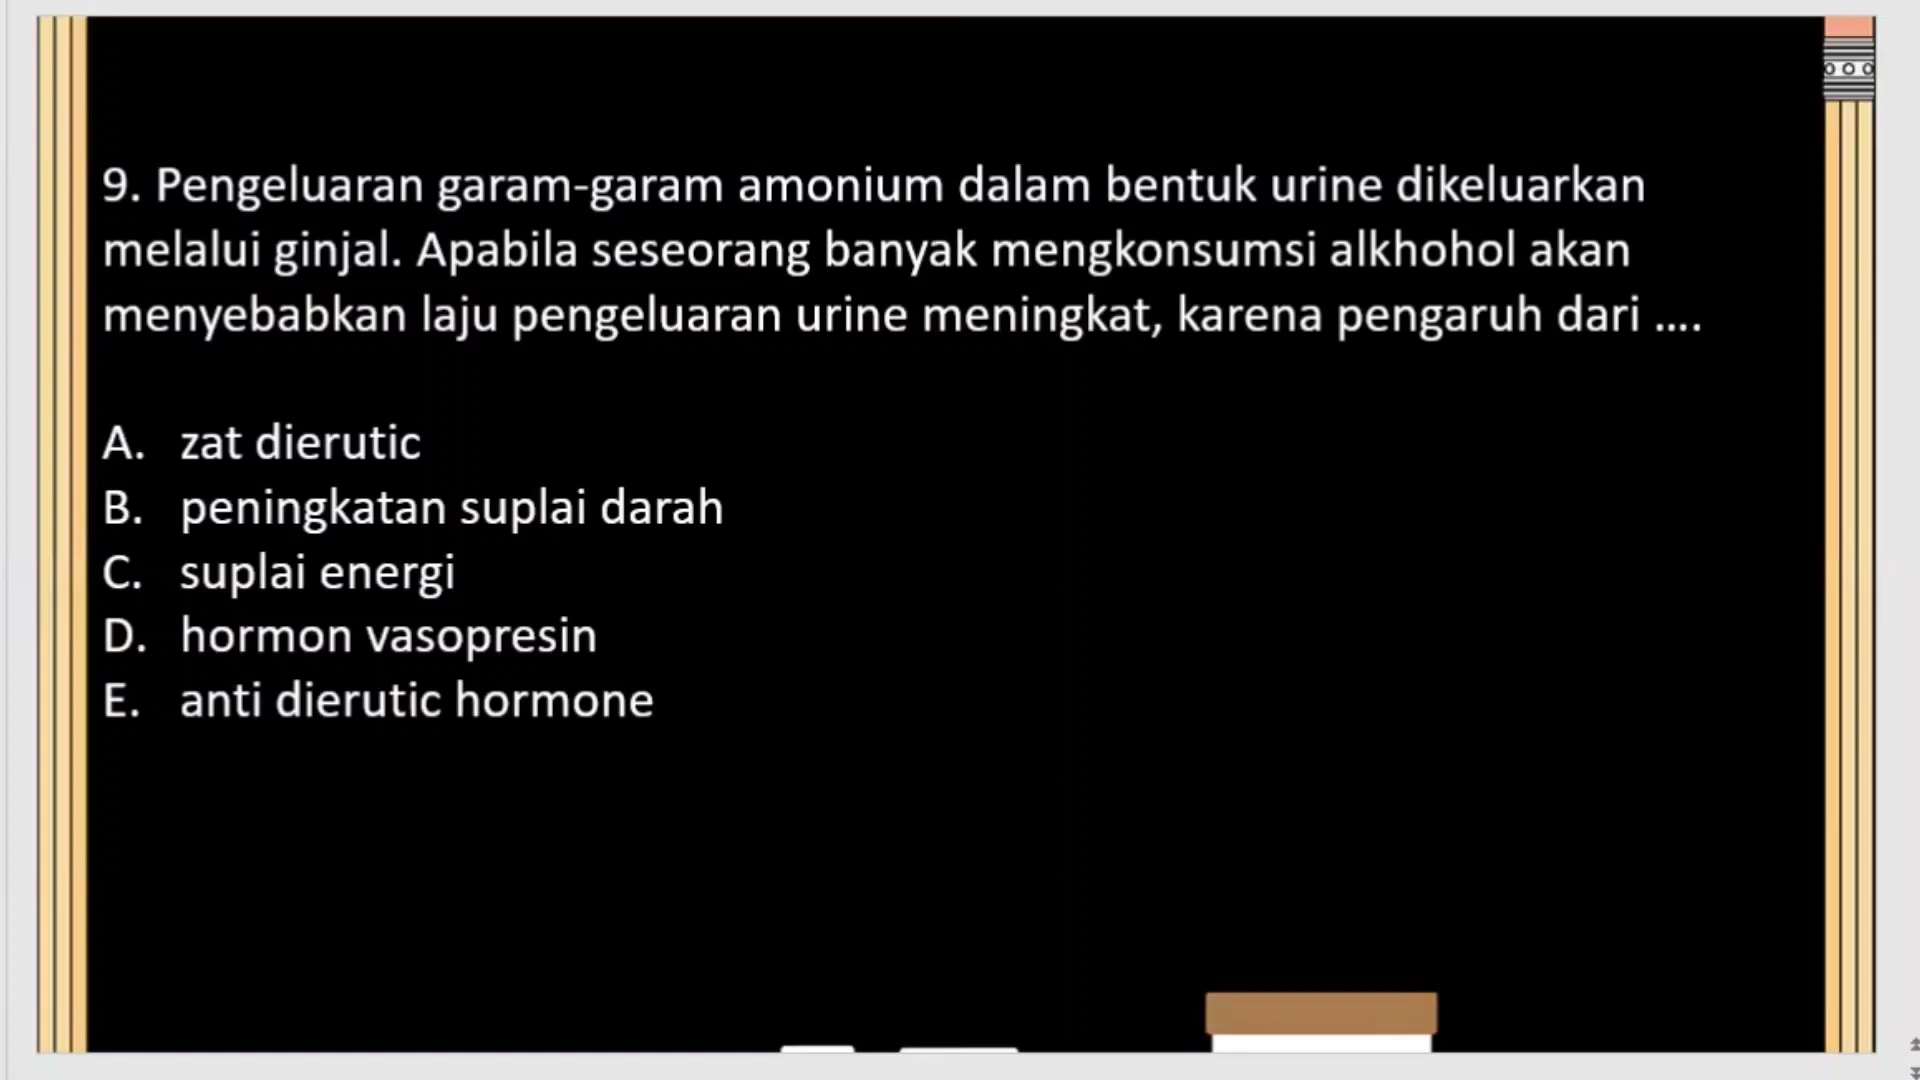 9. Pengeluaran garam-garam amonium dalam bentuk urine dikeluarkan
melalui ginjal. Apabila seseorang banyak mengkonsumsi alkhohol akan
menyebabkan laju pengeluaran urine meningkat, karena pengaruh dari ....
A. zat dierutic
B. peningkatan suplai darah
C. suplai energi
D. hormon vasopresin
E. anti dierutic hormone